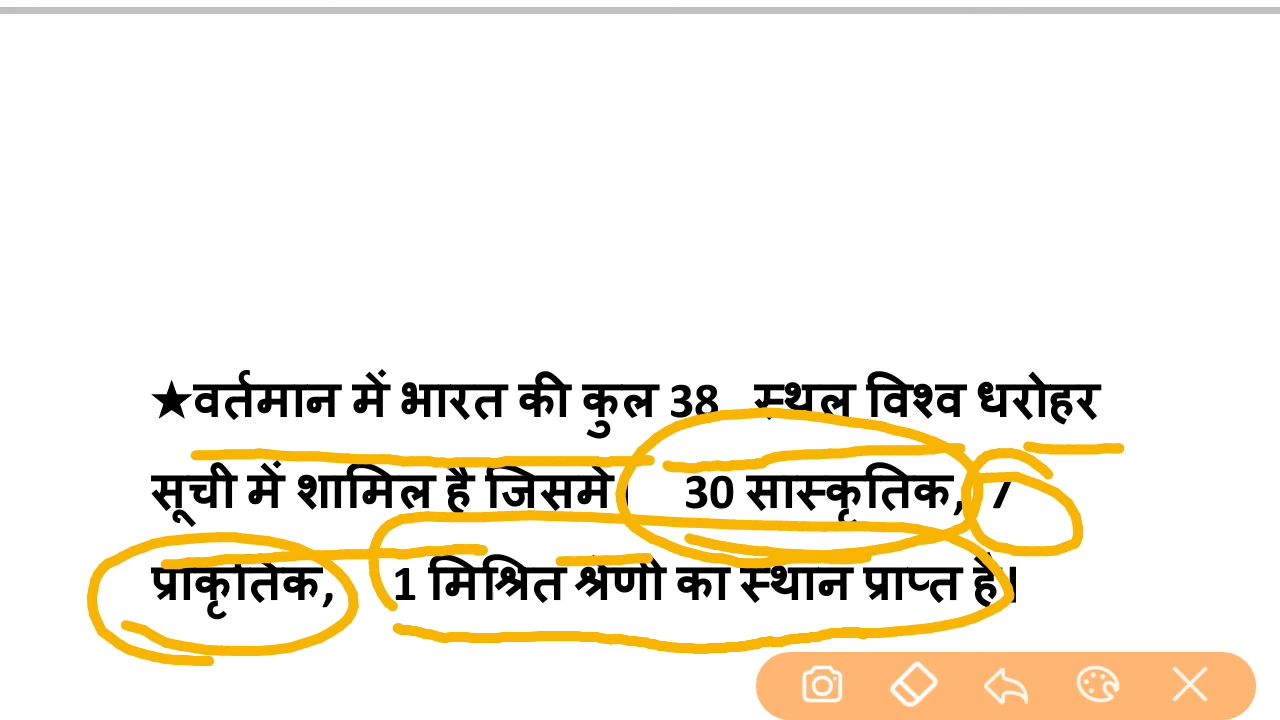 ★वर्तमान में भारत की कुल 38 स्थल विश्व धरोहर
सूची में शामिल है जिसमे 30 सास्कृतिक, 7
प्राकृतिक, 1 मिश्रित श्रेणी का स्थान प्राप्त है।